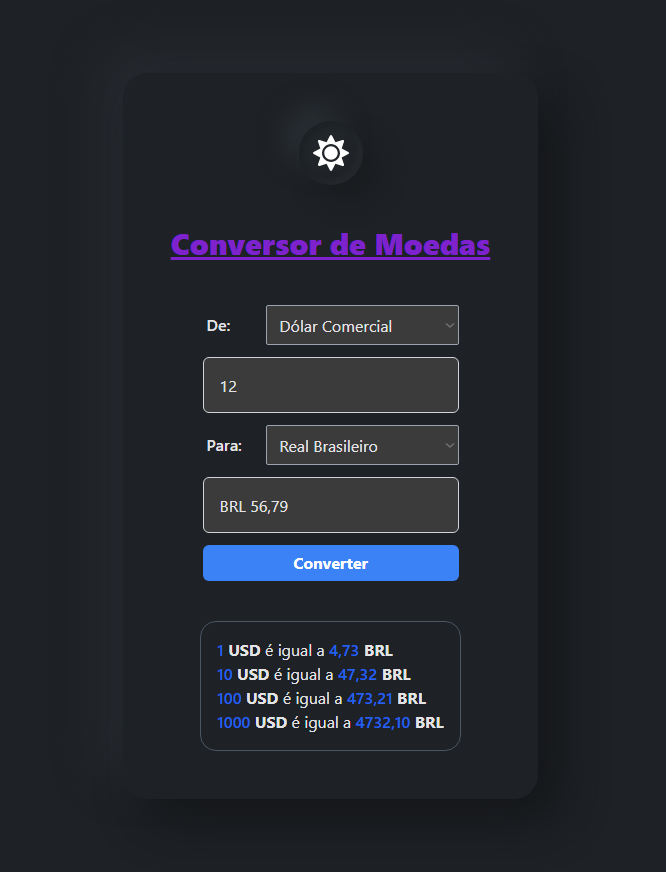 Conversor de Moedas
De: Dólar Comercial
12
Para: Real Brasileiro
BRL 56,79
Converter
1 USD é igual a 4,73 BRL
10 USD é igual a 47,32 BRL
100 USD é igual a 473,21 BRL
1000 USD é igual a 4732,10 BRL